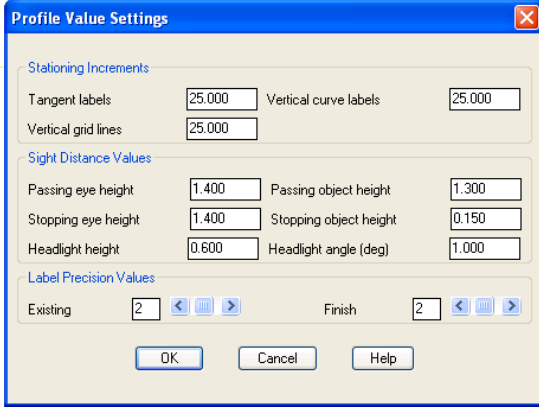 Profile Value Settings
Stationing Increments
Tangent labels 25.000 Vertical curve labels 25.000
Vertical grid lines 25.000
Sight Distance Values
Passing eye height 1.400 Passing object height 1.300
Stopping eye height 1.400 Stopping object height 0.150
Headlight height 0.600 Headlight angle (deg) 1.000
Label Precision Values
Existing 2 Finish 2
OK Cancel Help